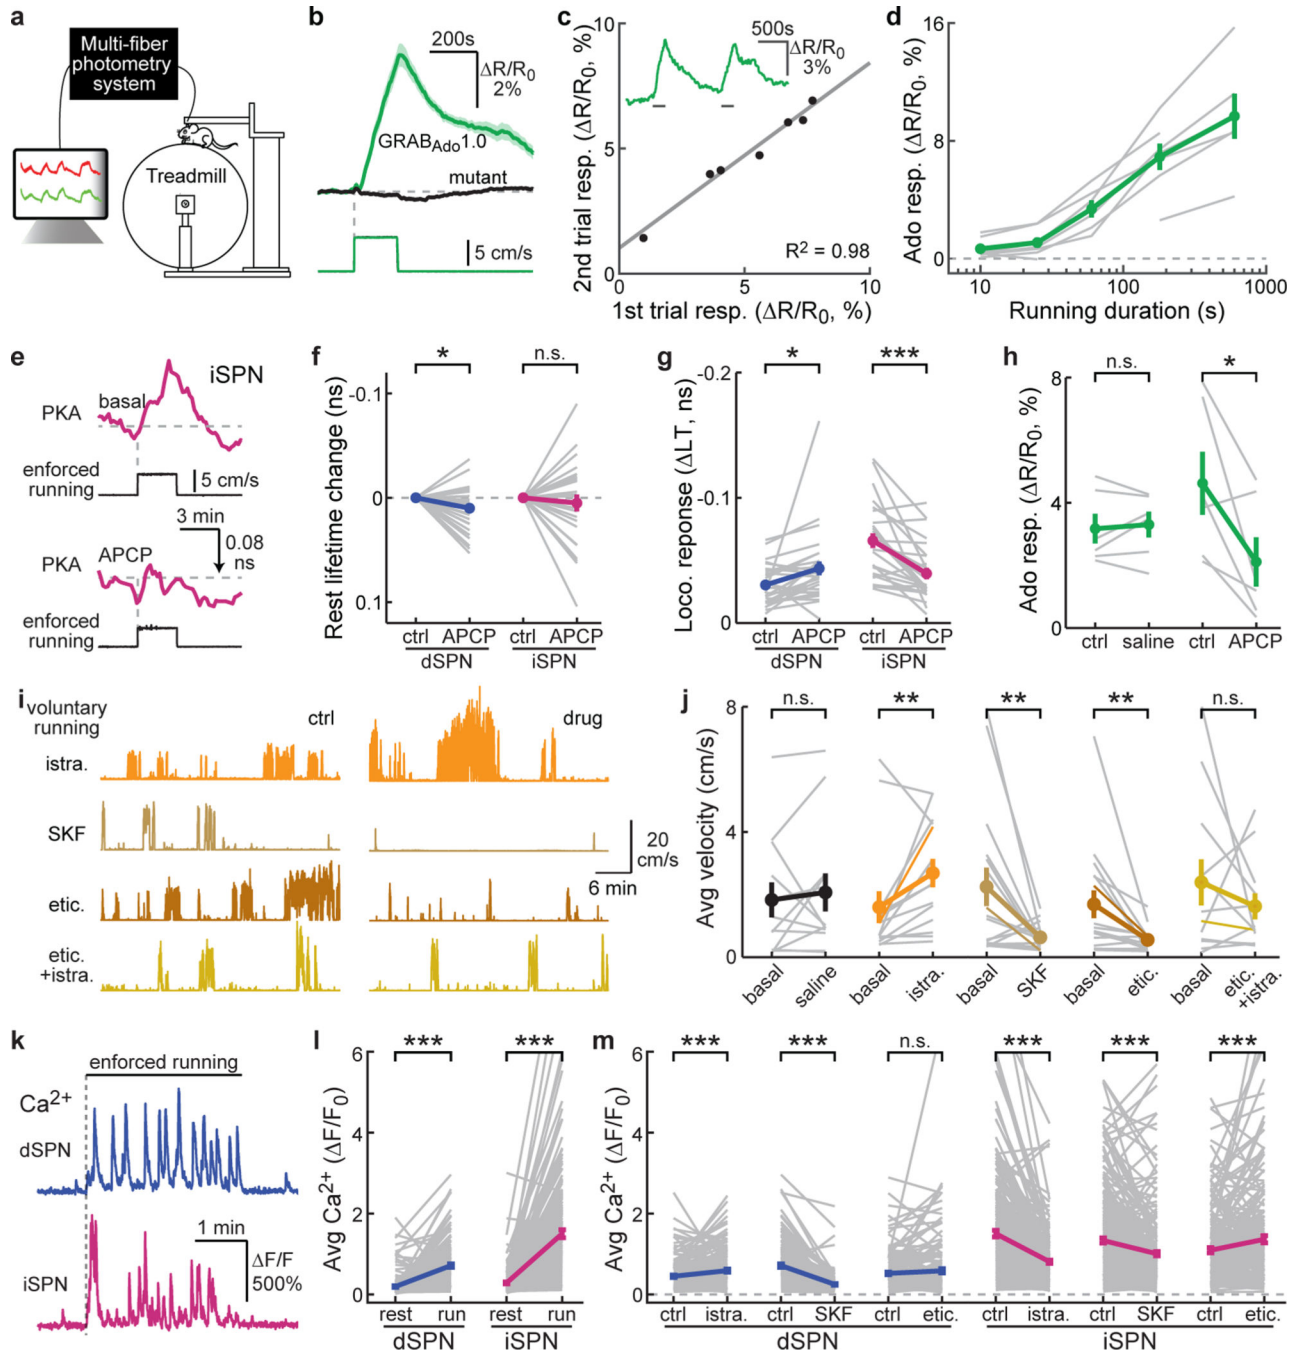 a
Multi-fiber
photometry
system
Treadmill
b
200s
ΔR/R0
2%
GRABAdo1.0
mutant
5 cm/s
c
10
5
0
0
5
10
2nd trial resp. (ΔR/R0, %)
1st trial resp. (ΔR/R0, %)
500s
ΔR/R0
3%
R2 = 0.98
d
16
8
0
Ado resp. (ΔR/R0, %)
10
100
1000
Running duration (s)
e
iSPN
PKA
basal
enforced
running
5 cm/s
3 min
0.08
ns
PKA
APCP
enforced
running
f
Rest lifetime change (ns)
-0.1
0
0.1
*
n.s.
ctrl APCP
ctrl APCP
dSPN
iSPN
g
Loco. reponse (ΔLT, ns)
-0.2
-0.1
0
*
***
ctrl APCP
ctrl APCP
dSPN
iSPN
h
Ado resp. (ΔR/R0, %)
8
4
0
n.s.
*
ctrl saline
ctrl APCP
i
voluntary
running
ctrl
drug
istra.
SKF
etic.
etic.
+istra.
20
cm/s
6 min
j
Avg velocity (cm/s)
8
4
0
n.s.
**
**
**
n.s.
basal
saline
basal
istra.
basal
SKF
basal
etic.
basal
etic.
+istra.
k
enforced running
Ca2+
dSPN
iSPN
1 min
ΔF/F
500%
l
Avg Ca2+ (ΔF/F0)
6
4
2
0
***
***
rest run
rest run
dSPN
iSPN
m
Avg Ca2+ (ΔF/F0)
6
4
2
0
***
***
n.s.
***
***
***
ctrl istra.
ctrl SKF
ctrl etic.
ctrl istra.
ctrl SKF
ctrl etic.
dSPN
iSPN